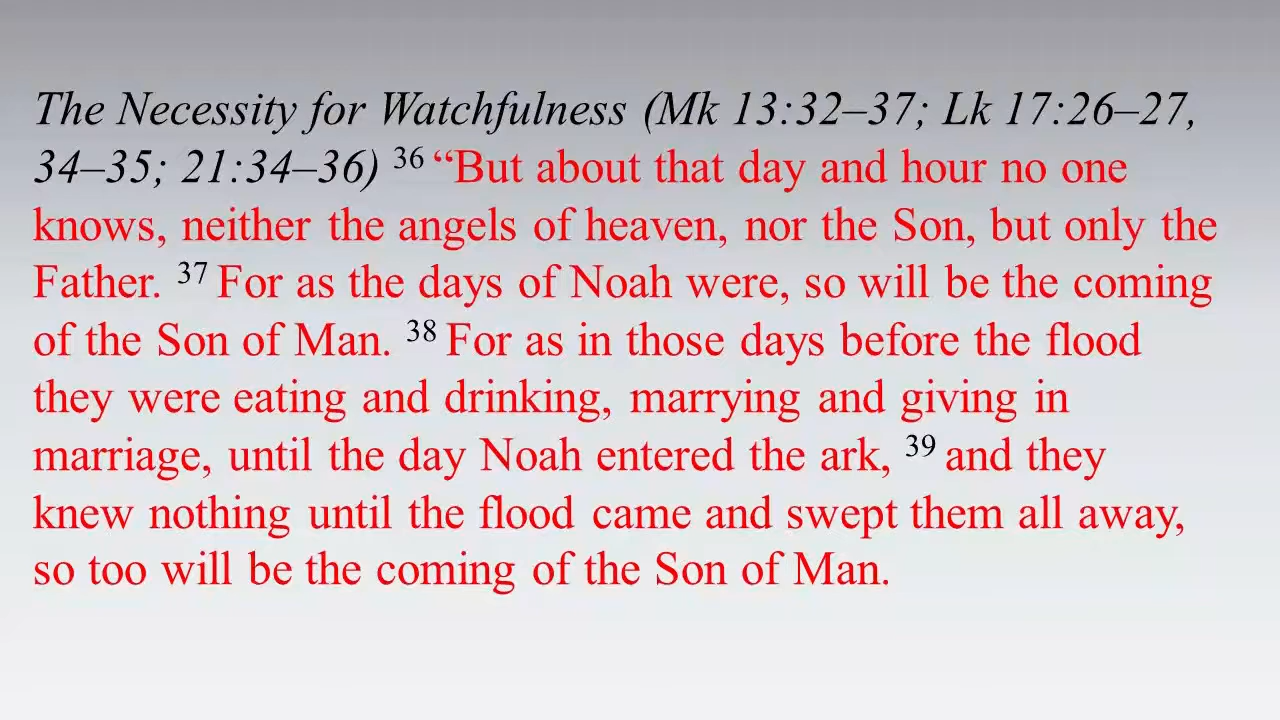 The Necessity for Watchfulness (Mk 13:32–37; Lk 17:26–27,
34–35; 21:34–36) 36 “But about that day and hour no one
knows, neither the angels of heaven, nor the Son, but only the
Father. 37 For as the days of Noah were, so will be the coming
of the Son of Man. 38 For as in those days before the flood
they were eating and drinking, marrying and giving in
marriage, until the day Noah entered the ark, 39 and they
knew nothing until the flood came and swept them all away,
so too will be the coming of the Son of Man.